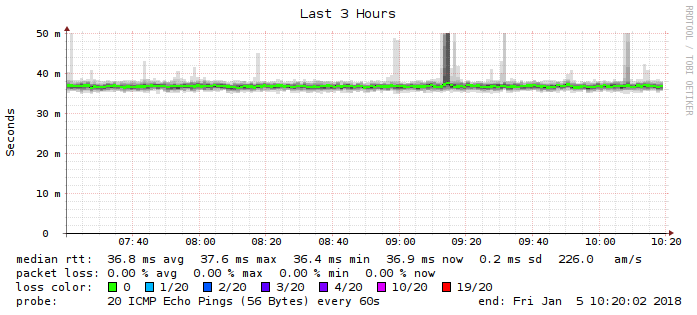 Last 3 Hours
RRDTOOL / TOBI OETIKER
Seconds
50 m
40 m
30 m
20 m
10 m
0
07:40 08:00 08:20 08:40 09:00 09:20 09:40 10:00 10:20
median rtt: 36.8 ms avg 37.6 ms max 36.4 ms min 36.9 ms now 0.2 ms sd 226.0 am/s
packet loss: 0.00 % avg 0.00 % max 0.00 % min 0.00 % now
loss color: 0 1/20 2/20 3/20 4/20 10/20 19/20
probe: 20 ICMP Echo Pings (56 Bytes) every 60s end: Fri Jan 5 10:20:02 2018